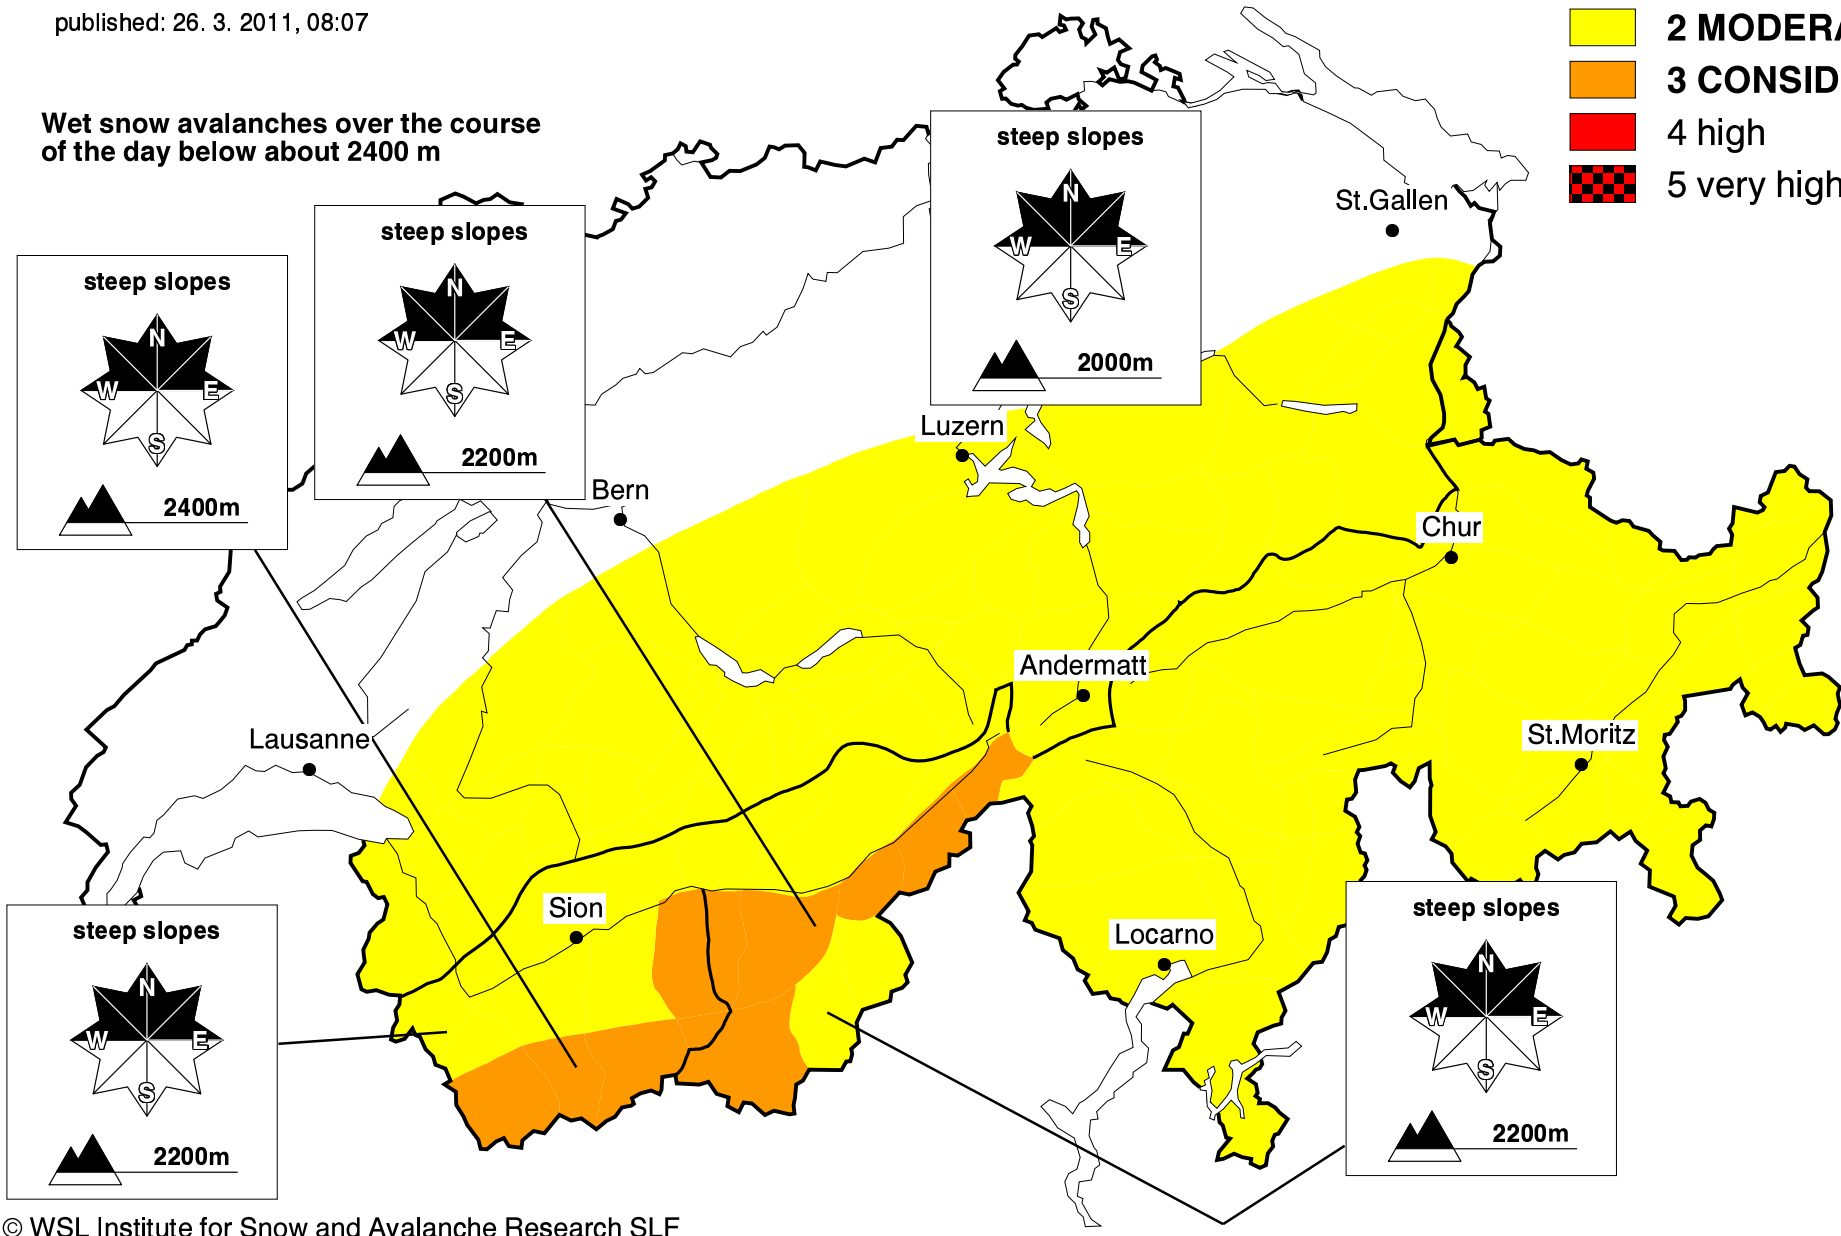 published: 26. 3. 2011, 08:07
2 MODERA
3 CONSID
4 high
5 very high
Wet snow avalanches over the course
of the day below about 2400 m
steep slopes
N
W
E
S
2000m
St.Gallen
steep slopes
N
W
E
S
2200m
steep slopes
N
W
E
S
2400m
Luzern
Bern
Chur
Andermatt
St.Moritz
Lausanne
Sion
Locarno
steep slopes
N
W
E
S
2200m
steep slopes
N
W
E
S
2200m
© WSL Institute for Snow and Avalanche Research SLF